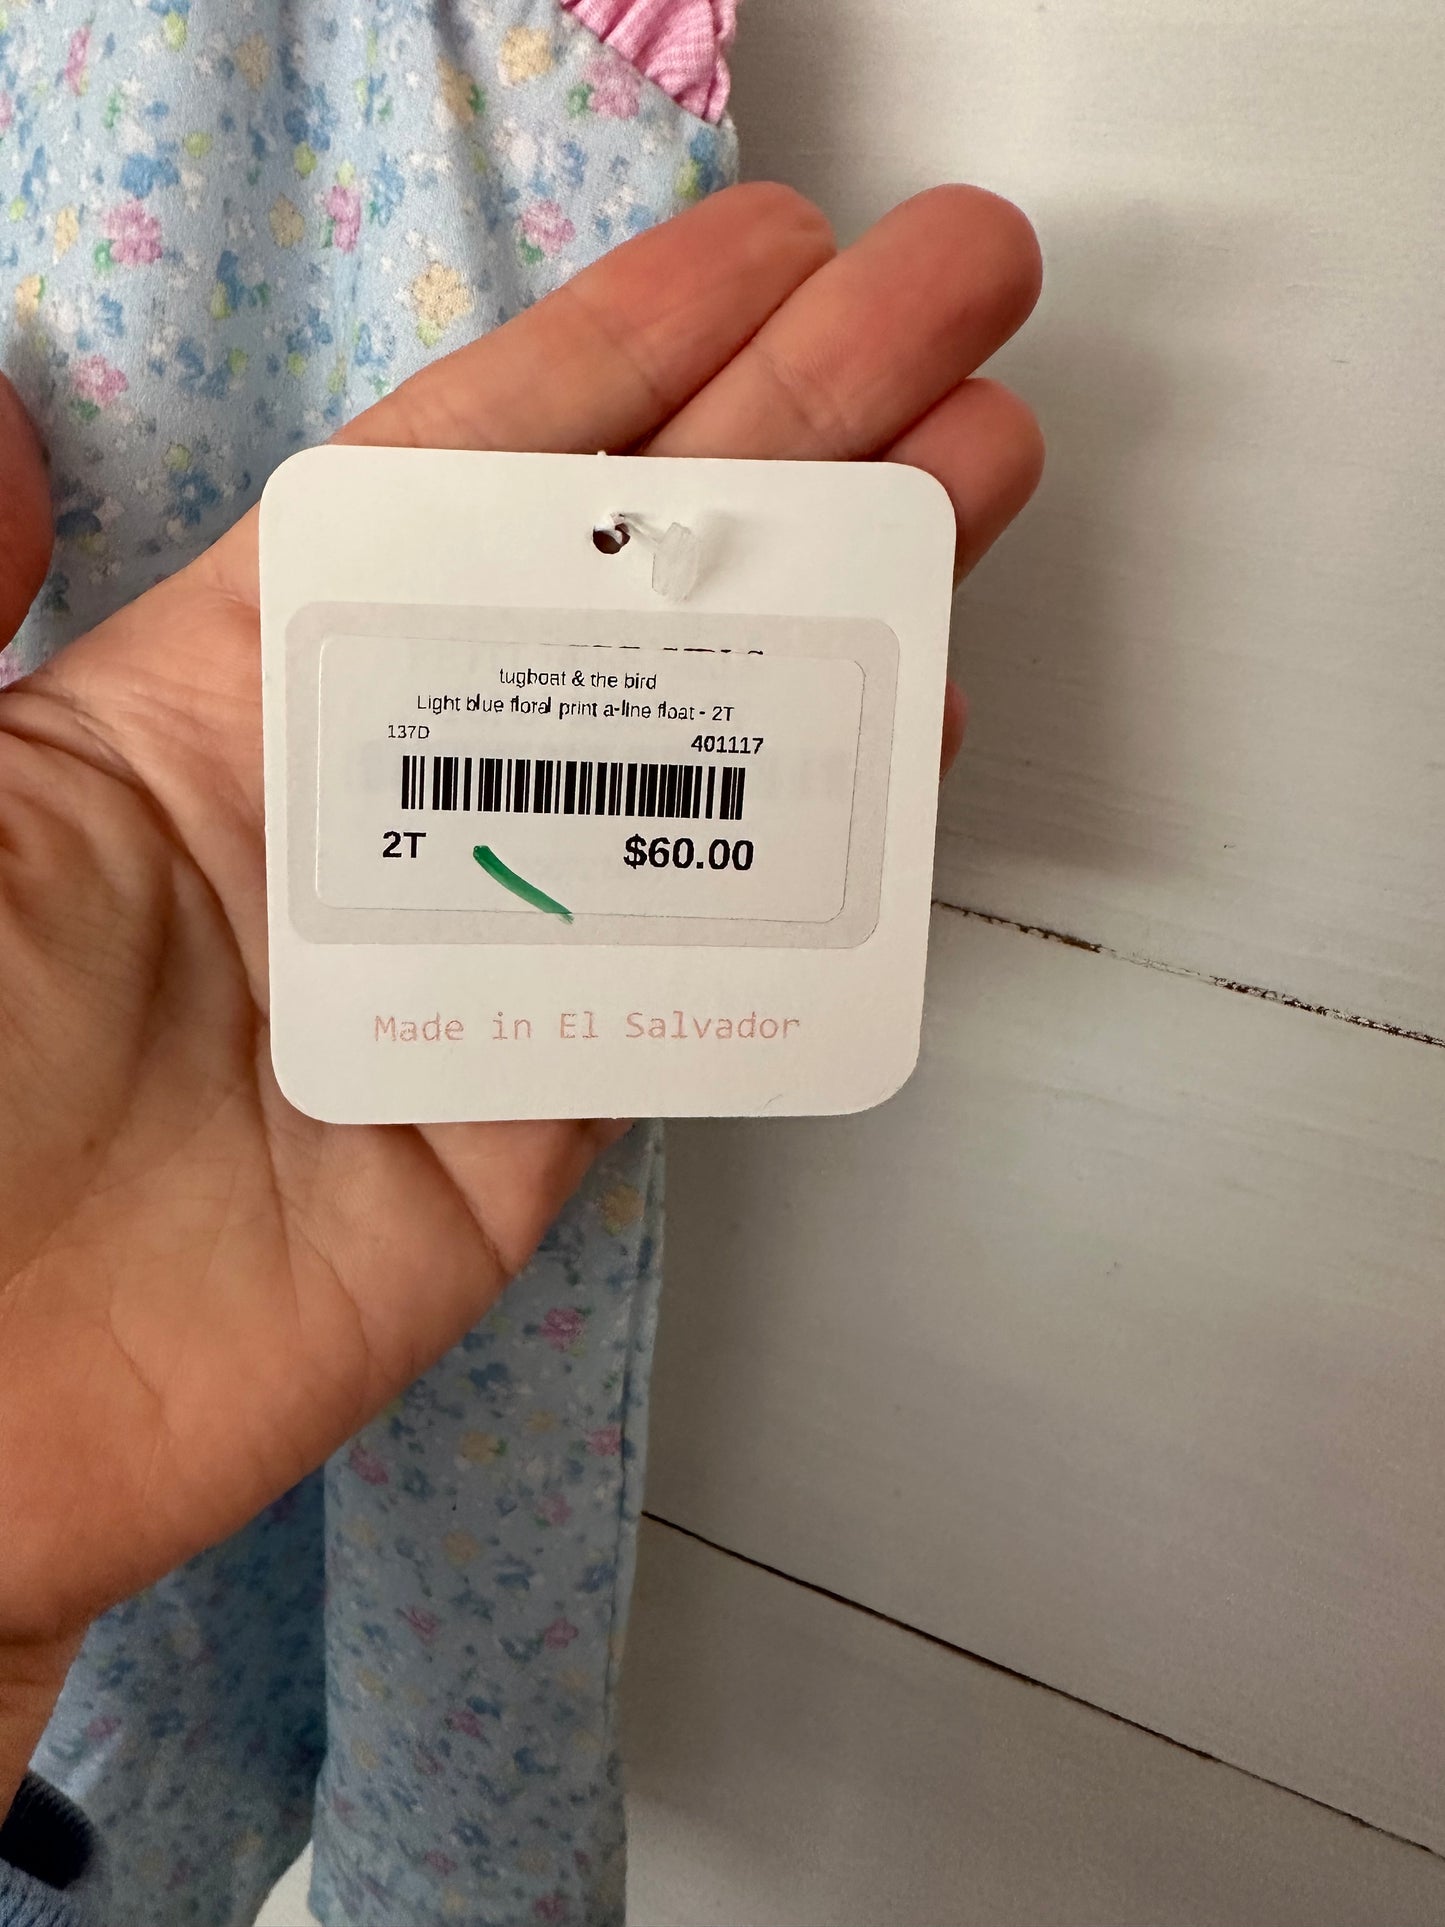 tugboat & the bird
Light blue floral print a-line float - 2T
137D 401117
2T $60.00
Made in El Salvador